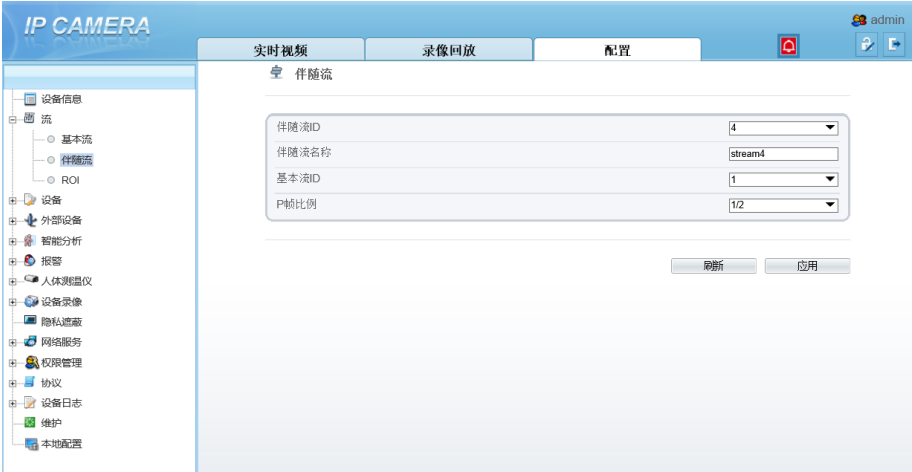 IP CAMERA
admin
实时视频
录像回放
配置
设备信息
流
基本流
伴随流
ROI
设备
外部设备
智能分析
报警
人体测温仪
设备录像
隐私遮蔽
网络服务
权限管理
协议
设备日志
维护
本地配置
伴随流
伴随流ID
4
伴随流名称
stream4
基本流ID
1
P帧比例
1/2
刷新
应用